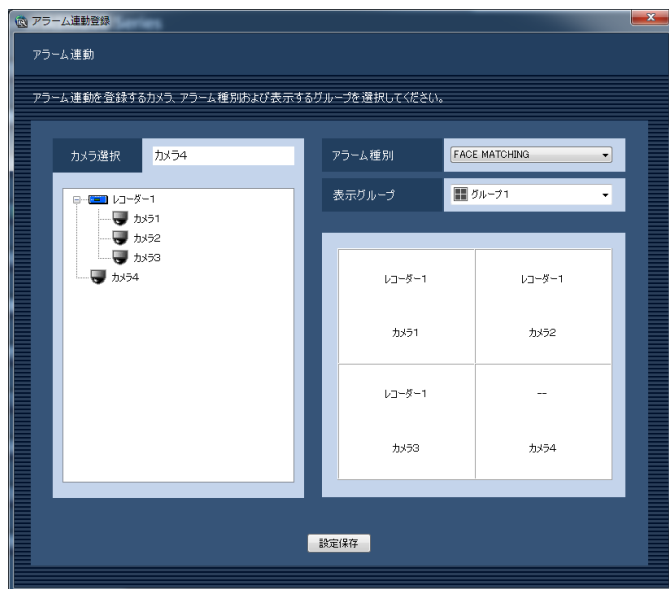 アラーム連動登録
アラーム連動
アラーム連動を登録するカメラ、アラーム種別および表示するグループを選択してください。
カメラ選択
カメラ4
レコーダー1
カメラ1
カメラ2
カメラ3
カメラ4
アラーム種別
FACE MATCHING
表示グループ
グループ1
レコーダー1
レコーダー1
カメラ1
カメラ2
レコーダー1
--
カメラ3
カメラ4
設定保存